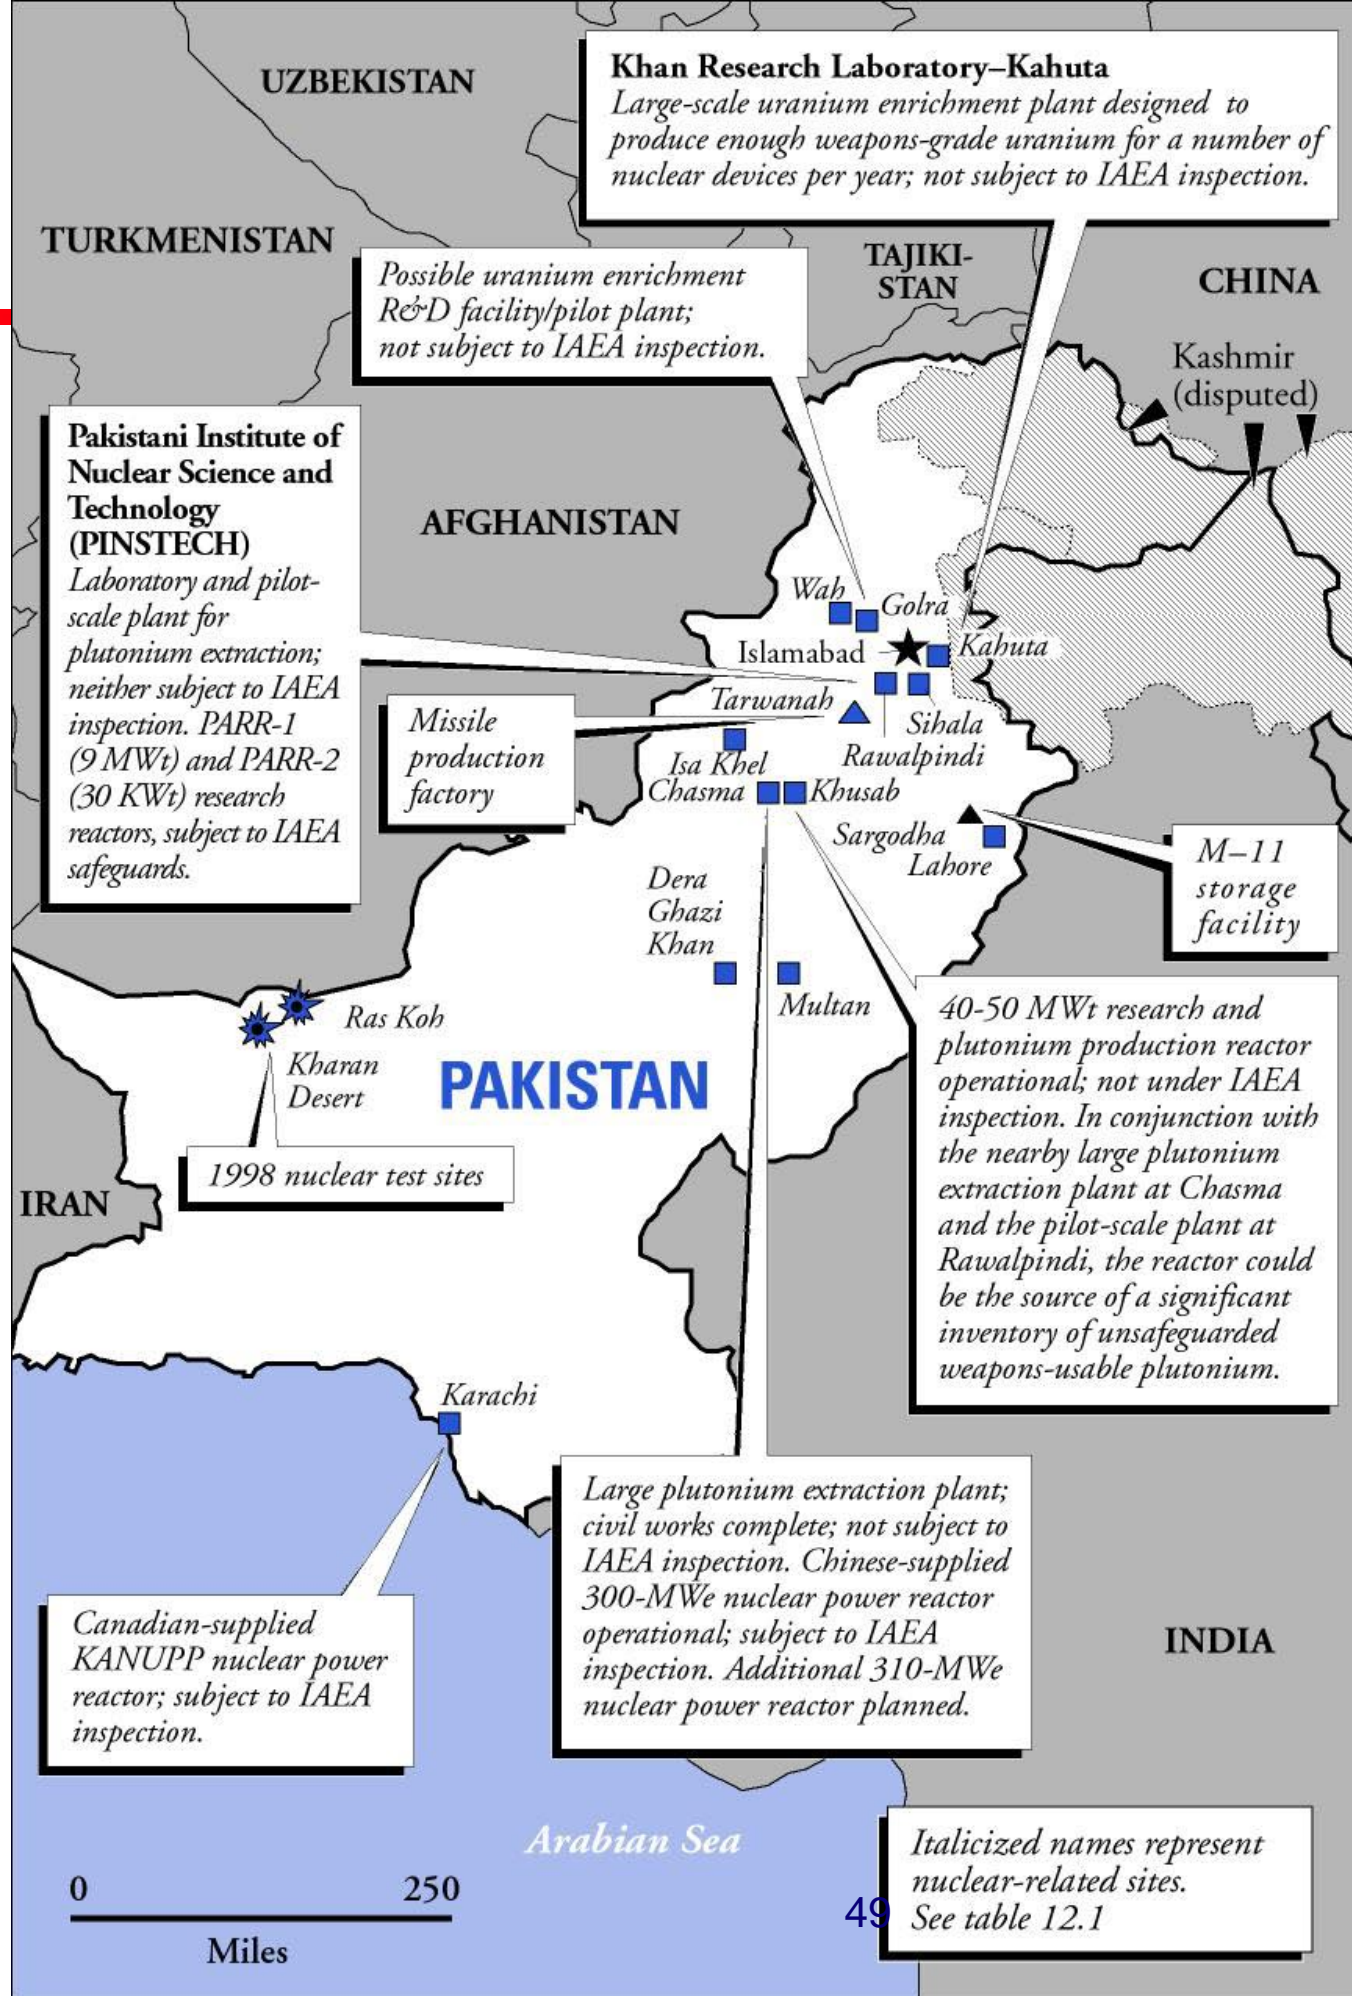 UZBEKISTAN
Khan Research Laboratory–Kahuta
Large-scale uranium enrichment plant designed to
produce enough weapons-grade uranium for a number of
nuclear devices per year; not subject to IAEA inspection.
TURKMENISTAN
TAJIKI-
STAN
CHINA
Possible uranium enrichment
R&D facility/pilot plant;
not subject to IAEA inspection.
Kashmir
(disputed)
Pakistani Institute of
Nuclear Science and
Technology
(PINSTECH)
Laboratory and pilot-
scale plant for
plutonium extraction;
neither subject to IAEA
inspection. PARR-1
(9 MWt) and PARR-2
(30 KWt) research
reactors, subject to IAEA
safeguards.
AFGHANISTAN
Wah
Golra
Islamabad
Kahuta
Tarwanah
Sihala
Rawalpindi
Missile
production
factory
Isa Khel
Chasma
Khusab
Sargodha
Lahore
M–11
storage
facility
Dera
Ghazi
Khan
Multan
Ras Koh
Kharan
Desert
PAKISTAN
1998 nuclear test sites
IRAN
40-50 MWt research and
plutonium production reactor
operational; not under IAEA
inspection. In conjunction with
the nearby large plutonium
extraction plant at Chasma
and the pilot-scale plant at
Rawalpindi, the reactor could
be the source of a significant
inventory of unsafeguarded
weapons-usable plutonium.
Karachi
Large plutonium extraction plant;
civil works complete; not subject to
IAEA inspection. Chinese-supplied
300-MWe nuclear power reactor
operational; subject to IAEA
inspection. Additional 310-MWe
nuclear power reactor planned.
Canadian-supplied
KANUPP nuclear power
reactor; subject to IAEA
inspection.
INDIA
Arabian Sea
0 250
Miles
49
Italicized names represent
nuclear-related sites.
See table 12.1